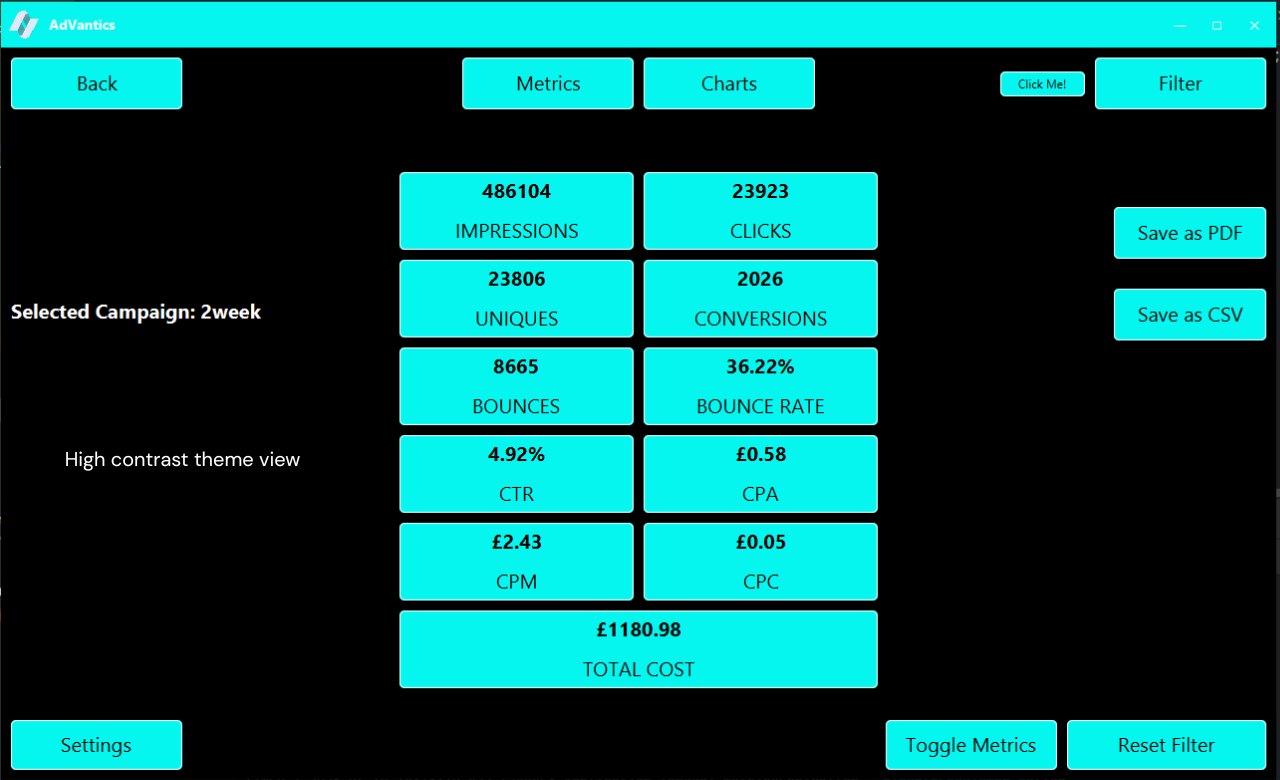 AdVantics
Back
Metrics
Charts
Click Me!
Filter
486104
IMPRESSIONS
23923
CLICKS
Save as PDF
23806
UNIQUES
2026
CONVERSIONS
Selected Campaign: 2week
Save as CSV
8665
BOUNCES
36.22%
BOUNCE RATE
High contrast theme view
4.92%
CTR
£0.58
CPA
£2.43
CPM
£0.05
CPC
£1180.98
TOTAL COST
Settings
Toggle Metrics
Reset Filter